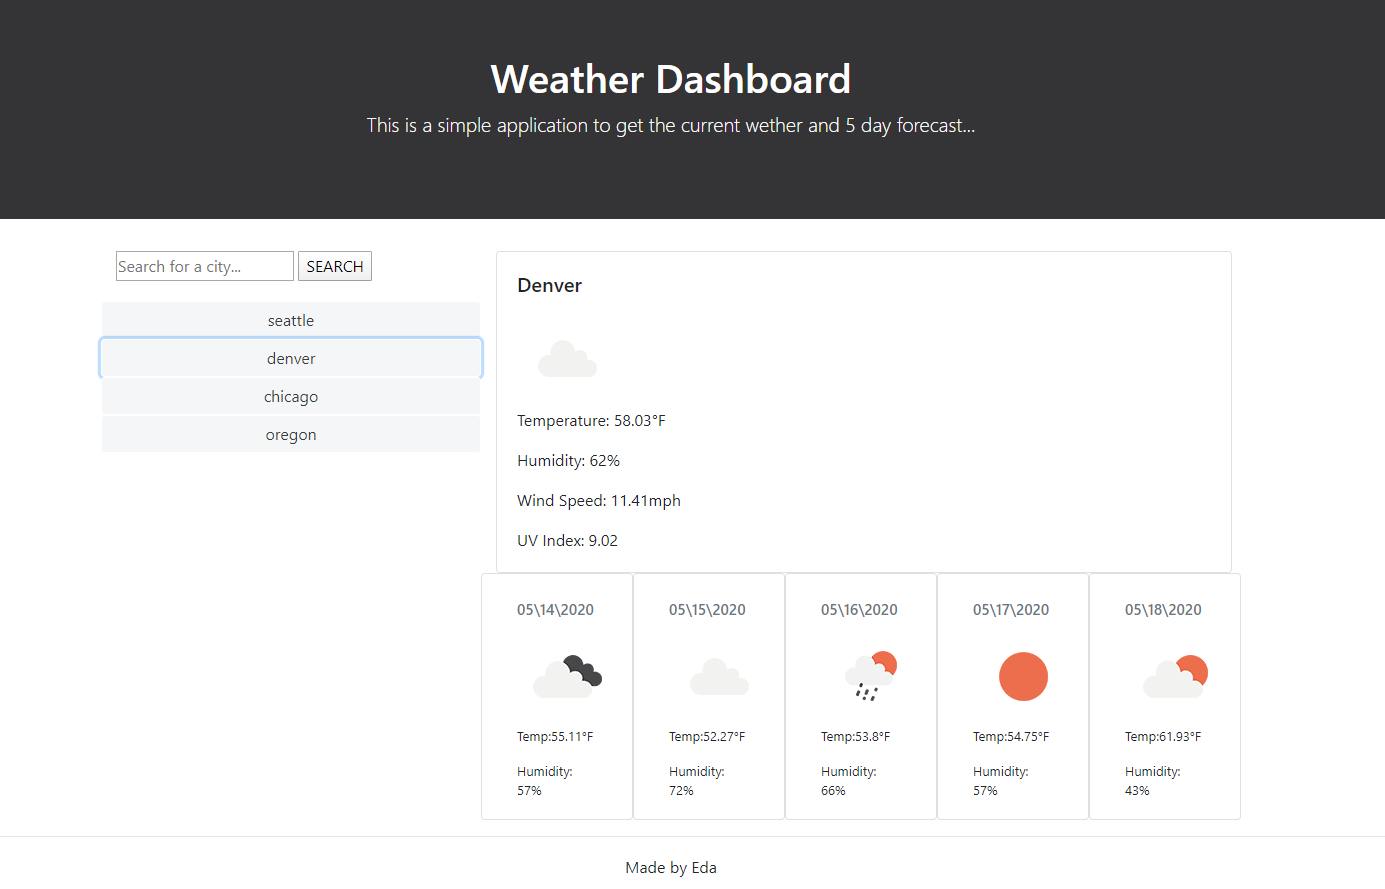 Weather Dashboard
This is a simple application to get the current wether and 5 day forecast...
Search for a city...
SEARCH
seattle
denver
chicago
oregon
Denver
Temperature: 58.03°F
Humidity: 62%
Wind Speed: 11.41mph
UV Index: 9.02
05\14\2020
Temp:55.11°F
Humidity:
57%
05\15\2020
Temp:52.27°F
Humidity:
72%
05\16\2020
Temp:53.8°F
Humidity:
66%
05\17\2020
Temp:54.75°F
Humidity:
57%
05\18\2020
Temp:61.93°F
Humidity:
43%
Made by Eda